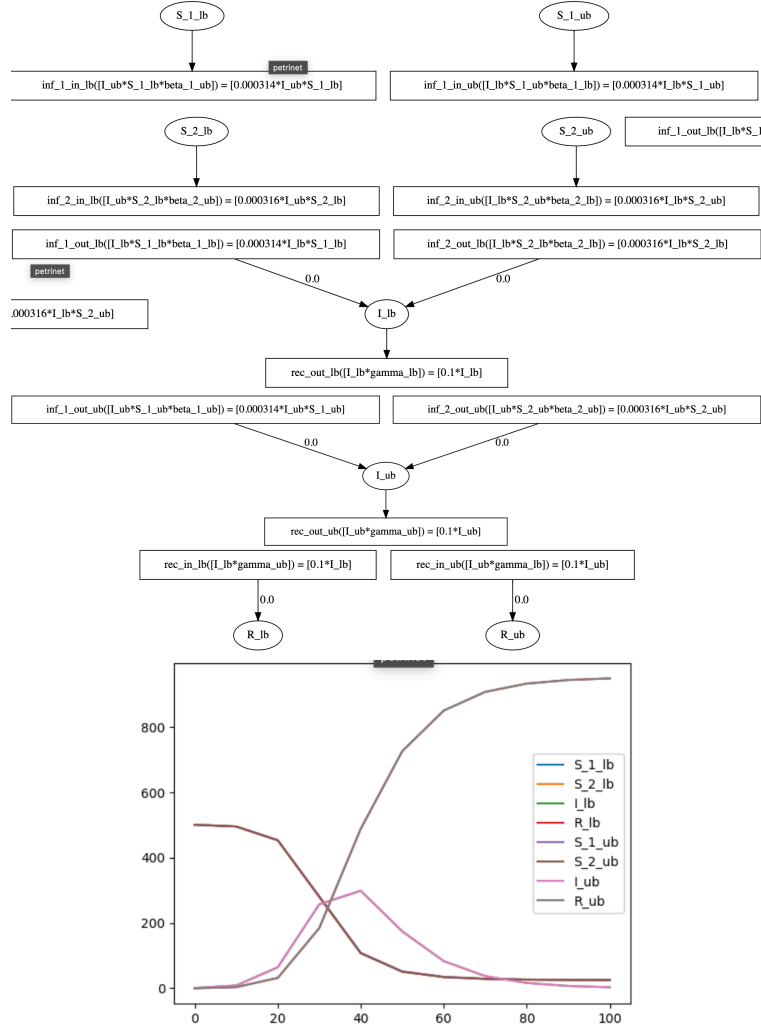 S_1_lb
S_1_ub
petrinet
inf_1_in_lb([I_ub*S_1_lb*beta_1_ub]) = [0.000314*I_ub*S_1_lb]
inf_1_in_ub([I_lb*S_1_ub*beta_1_lb]) = [0.000314*I_lb*S_1_ub]
S_2_lb
S_2_ub
inf_1_out_lb([I_lb*S_1
inf_2_in_lb([I_ub*S_2_lb*beta_2_ub]) = [0.000316*I_ub*S_2_lb]
inf_2_in_ub([I_lb*S_2_ub*beta_2_lb]) = [0.000316*I_lb*S_2_ub]
inf_1_out_lb([I_lb*S_1_lb*beta_1_lb]) = [0.000314*I_lb*S_1_lb]
inf_2_out_lb([I_lb*S_2_lb*beta_2_lb]) = [0.000316*I_lb*S_2_lb]
petrinet
0.0
0.0
.000316*I_lb*S_2_ub]
I_lb
rec_out_lb([I_lb*gamma_lb]) = [0.1*I_lb]
inf_1_out_ub([I_ub*S_1_ub*beta_1_ub]) = [0.000314*I_ub*S_1_ub]
inf_2_out_ub([I_ub*S_2_ub*beta_2_ub]) = [0.000316*I_ub*S_2_ub]
0.0
0.0
I_ub
rec_out_ub([I_ub*gamma_ub]) = [0.1*I_ub]
rec_in_lb([I_lb*gamma_ub]) = [0.1*I_lb]
rec_in_ub([I_ub*gamma_lb]) = [0.1*I_ub]
0.0
0.0
R_lb
R_ub
800
600
400
200
0
S_1_lb
S_2_lb
I_lb
R_lb
S_1_ub
S_2_ub
I_ub
R_ub
0
20
40
60
80
100